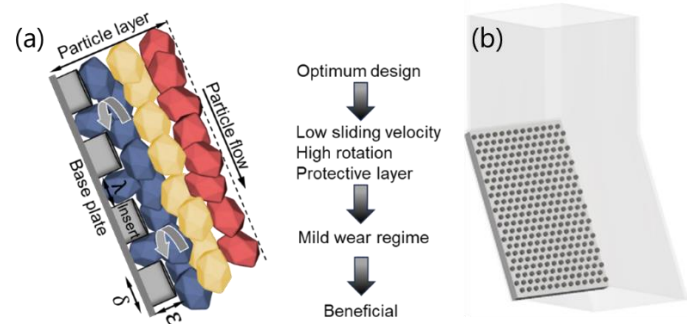 (a)
Particle layer
Particle flow
Base plate
λ
Insert
δ
ε
Optimum design
Low sliding velocity
High rotation
Protective layer
Mild wear regime
Beneficial
(b)